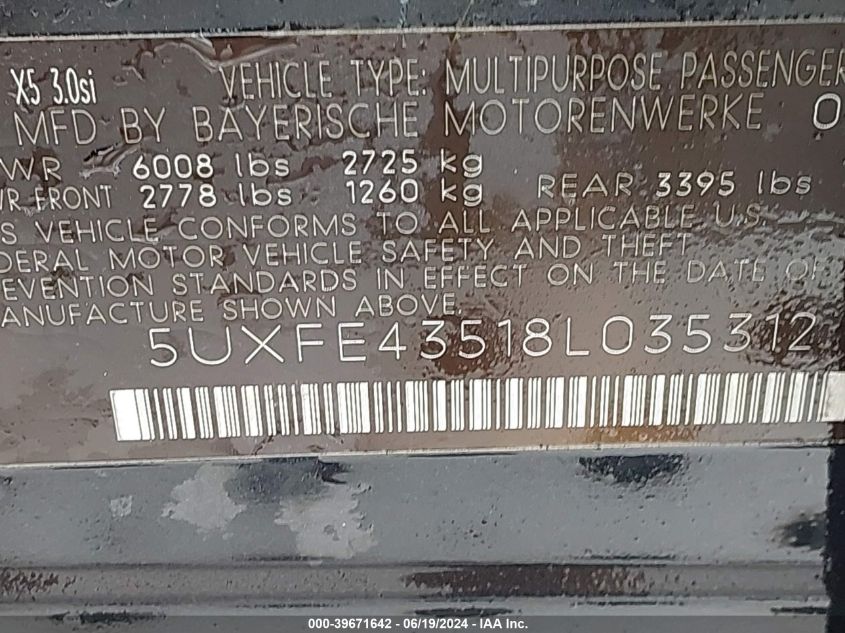 X5 3.0si VEHICLE TYPE: MULTIPURPOSE PASSENGER
MFD BY BAYERISCHE MOTORENWERKE 0
WR 6008 lbs 2725 kg
WR FRONT 2778 lbs 1260 kg REAR 3395 lbs
S VEHICLE CONFORMS TO ALL APPLICABLE U.S.
DERAL MOTOR VEHICLE SAFETY AND THEFT
EVENTION STANDARDS IN EFFECT ON THE DATE OF
ANUFACTURE SHOWN ABOVE.
5UXFE43518L035312
000-39671642 - 06/19/2024 - IAA, Inc.